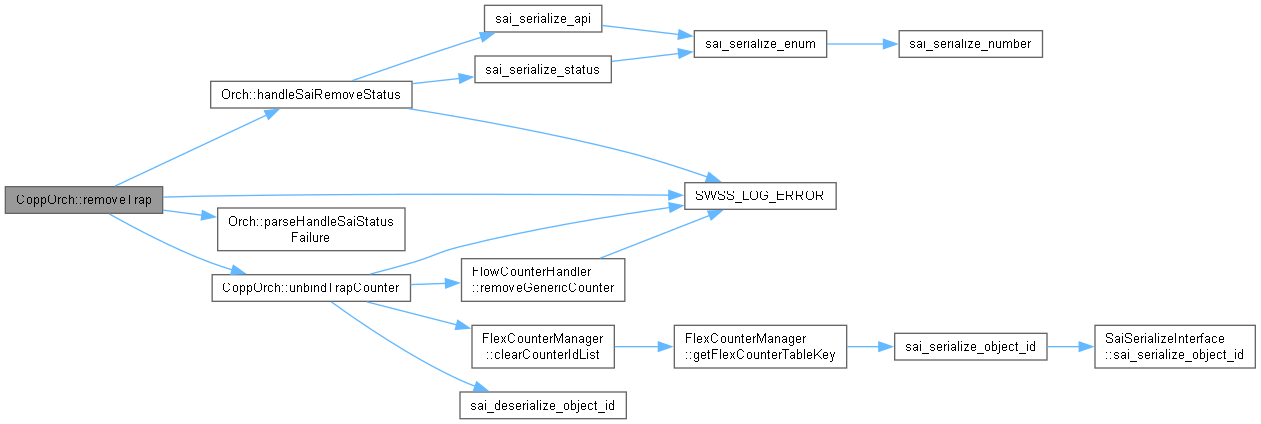 sai_serialize_api
sai_serialize_enum
sai_serialize_number
sai_serialize_status
Orch::handleSaiRemoveStatus
CoppOrch::removeTrap
SWSS_LOG_ERROR
Orch::parseHandleSaiStatus
Failure
CoppOrch::unbindTrapCounter
FlowCounterHandler
::removeGenericCounter
FlexCounterManager
::clearCounterIdList
FlexCounterManager
::getFlexCounterTableKey
sai_serialize_object_id
SaiSerializeInterface
::sai_serialize_object_id
sai_deserialize_object_id